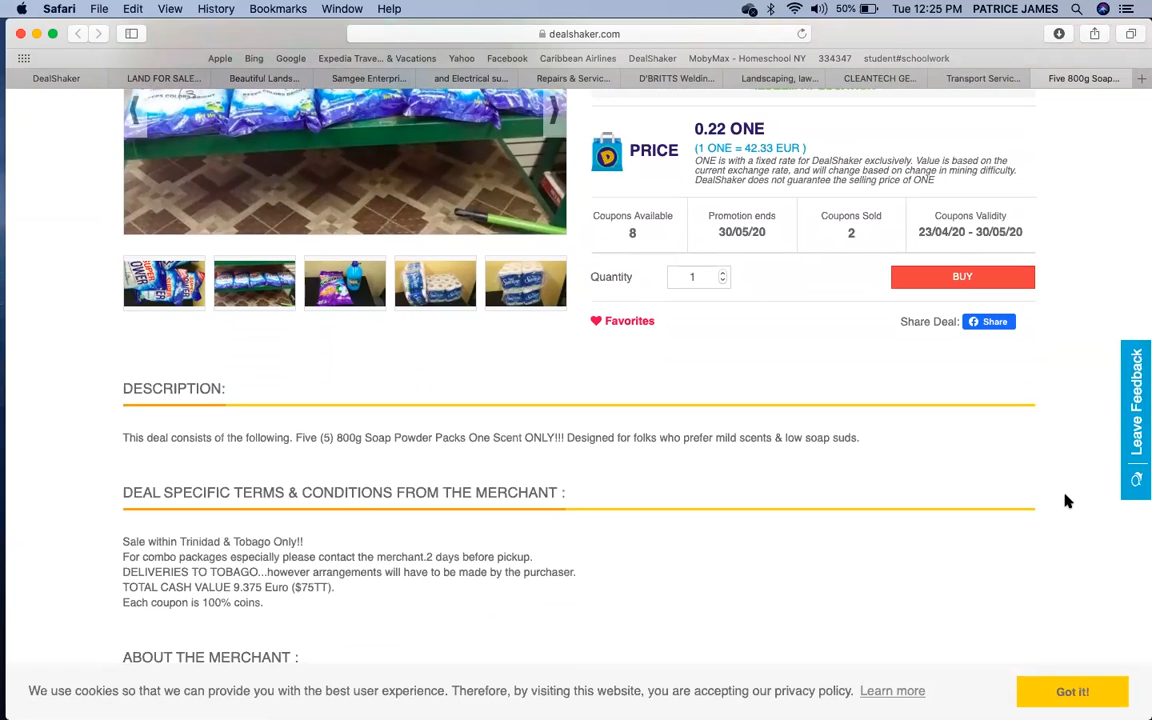 Safari File Edit View History Bookmarks Window Help 50% Tue 12:25 PM PATRICE JAMES
dealshaker.com
Apple Bing Google Expedia Trave... & Vacations Yahoo Facebook Caribbean Airlines DealShaker MobyMax - Homeschool NY 334347 student#schoolwork
DealShaker LAND FOR SALE... Beautiful Lands... Samgee Enterpri... and Electrical su... Repairs & Servic... D'BRITTS Weldin... Landscaping, law... CLEANTECH GE... Transport Servic... Five 800g Soap...
0.22 ONE
PRICE
(1 ONE = 42.33 EUR )
ONE is with a fixed rate for DealShaker exclusively. Value is based on the
current exchange rate, and will change based on change in mining difficulty.
DealShaker does not guarantee the selling price of ONE
Coupons Available Promotion ends Coupons Sold Coupons Validity
8 30/05/20 2 23/04/20 - 30/05/20
Quantity 1 BUY
Favorites Share Deal: Share
Leave Feedback
DESCRIPTION:
This deal consists of the following. Five (5) 800g Soap Powder Packs One Scent ONLY!!! Designed for folks who prefer mild scents & low soap suds.
DEAL SPECIFIC TERMS & CONDITIONS FROM THE MERCHANT :
Sale within Trinidad & Tobago Only!!
For combo packages especially please contact the merchant.2 days before pickup.
DELIVERIES TO TOBAGO...however arrangements will have to be made by the purchaser.
TOTAL CASH VALUE 9.375 Euro ($75TT).
Each coupon is 100% coins.
ABOUT THE MERCHANT :
We use cookies so that we can provide you with the best user experience. Therefore, by visiting this website, you are accepting our privacy policy. Learn more Got it!